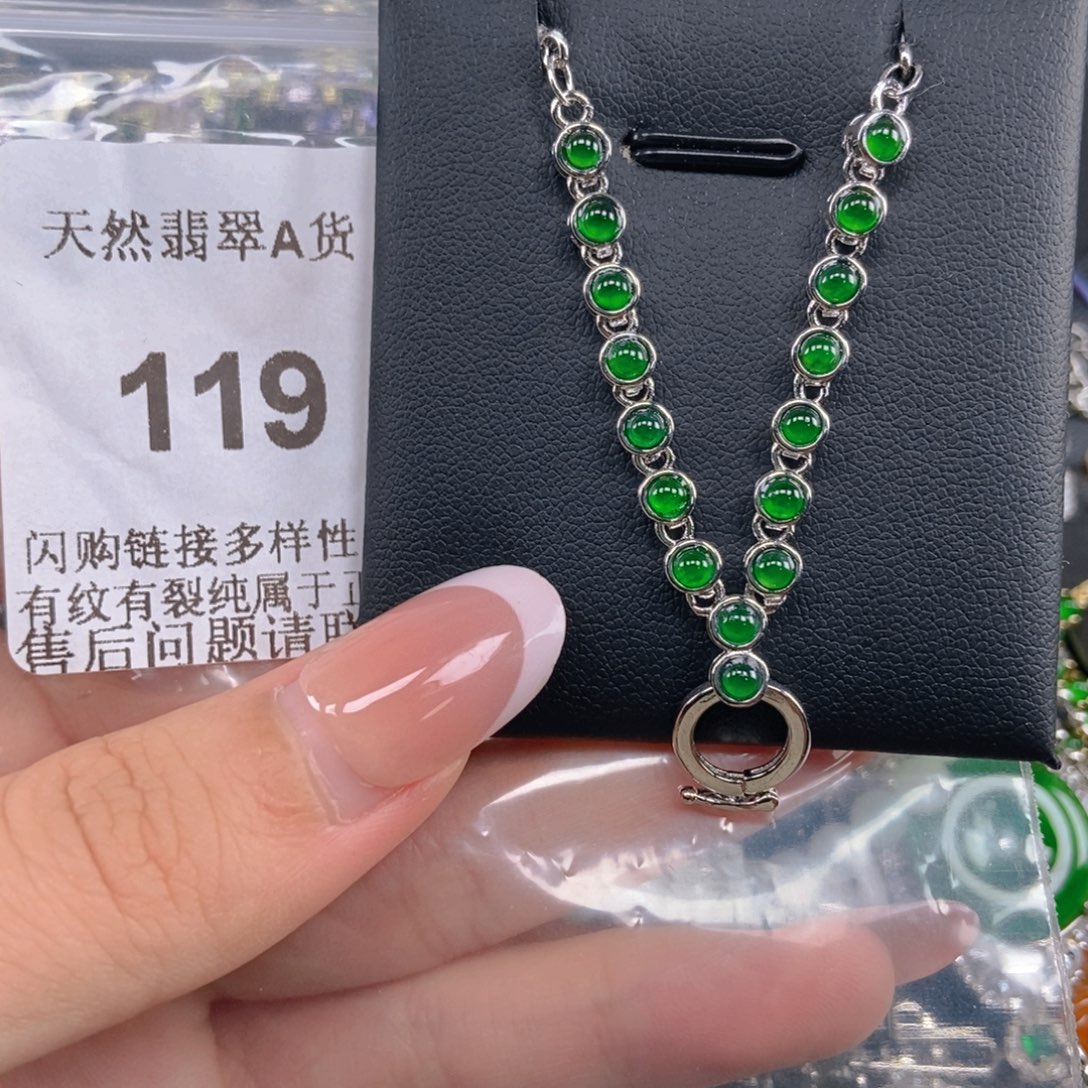 天然翡翠A货
119
闪购链接多样性
有纹有裂纯属于
售后问题请联